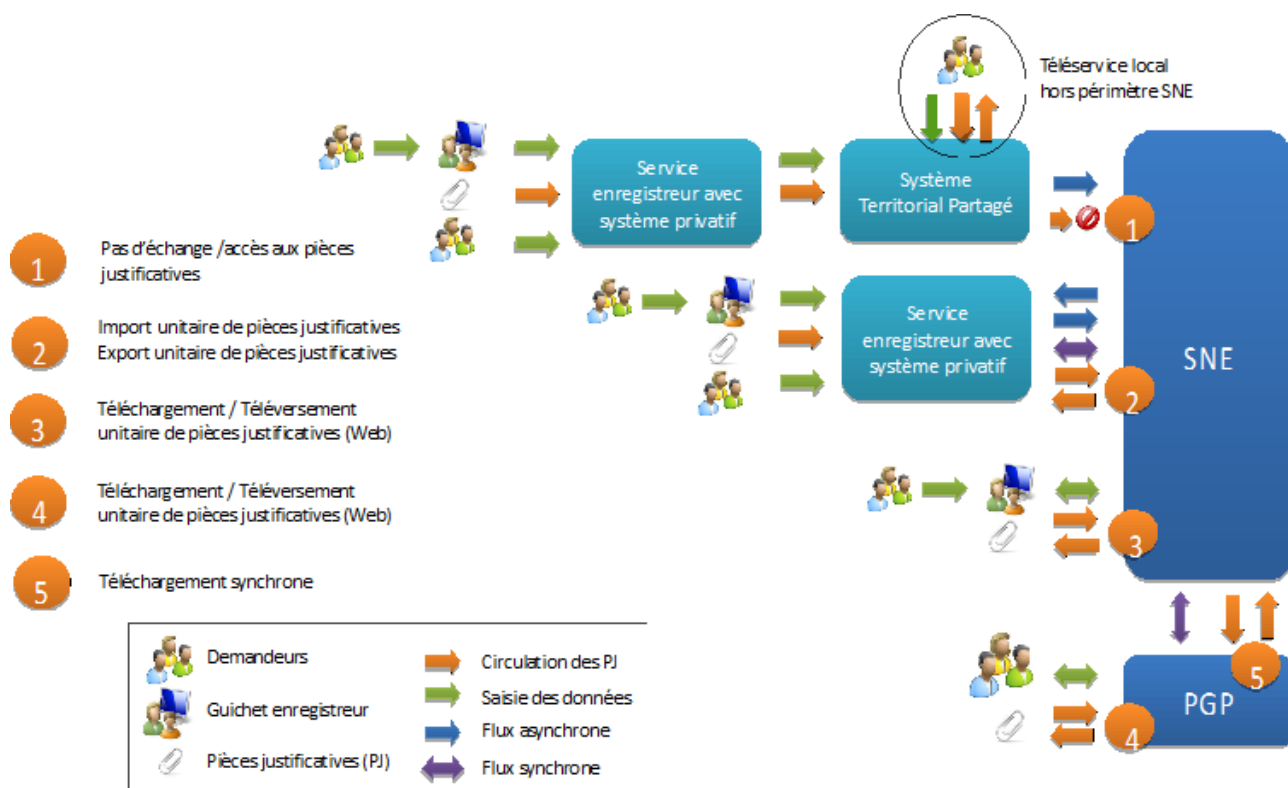 Téléservice local
hors périmètre SNE
Service
enregistreur avec
système privatif
Système
Territorial Partagé
1
1
Pas d'échange /accès aux pièces
justificatives
Service
enregistreur avec
système privatif
SNE
2
Import unitaire de pièces justificatives
Export unitaire de pièces justificatives
2
3
Téléchargement / Téléversement
unitaire de pièces justificatives (Web)
3
4
Téléchargement / Téléversement
unitaire de pièces justificatives (Web)
5
Téléchargement synchrone
Demandeurs
Guichet enregistreur
Pièces justificatives (PJ)
Circulation des PJ
Saisie des données
Flux asynchrone
Flux synchrone
5
PGP
4